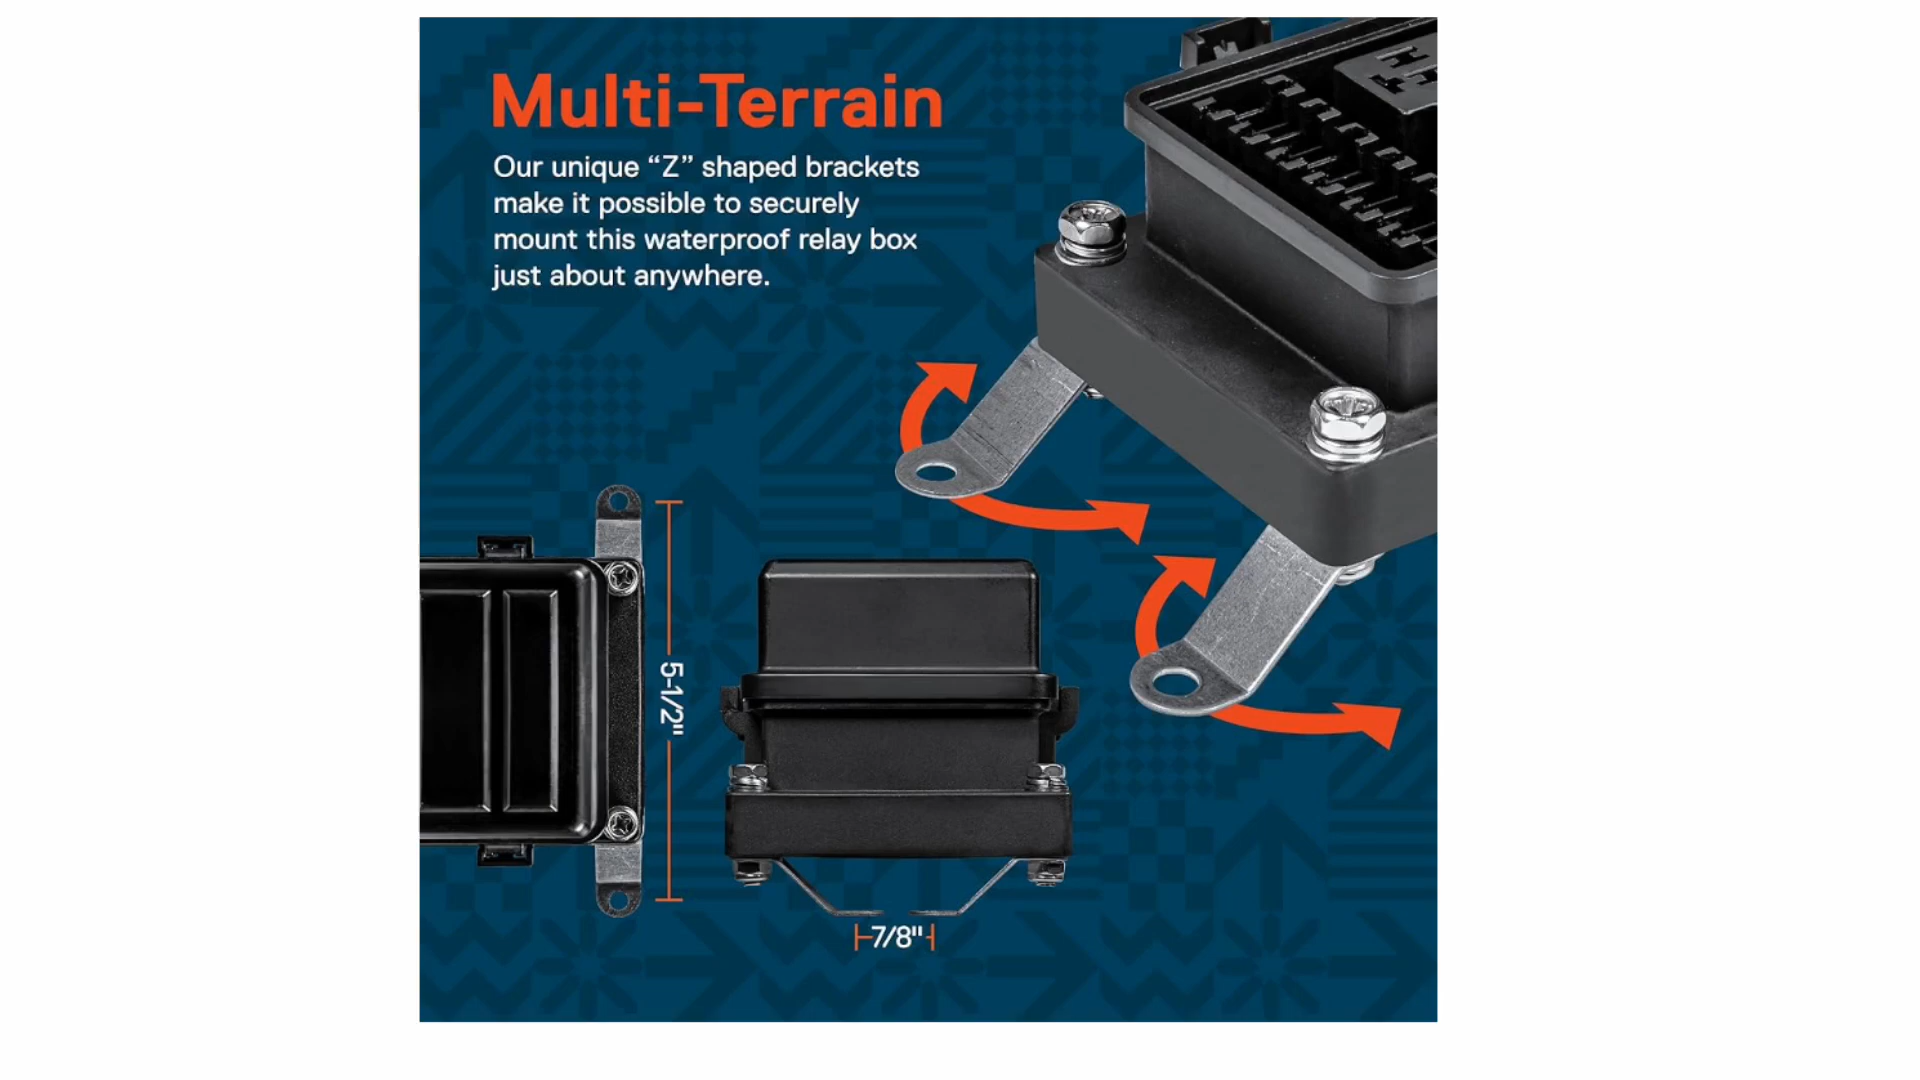 Multi-Terrain
Our unique “Z” shaped brackets
make it possible to securely
mount this waterproof relay box
just about anywhere.
5-1/2"
7/8"